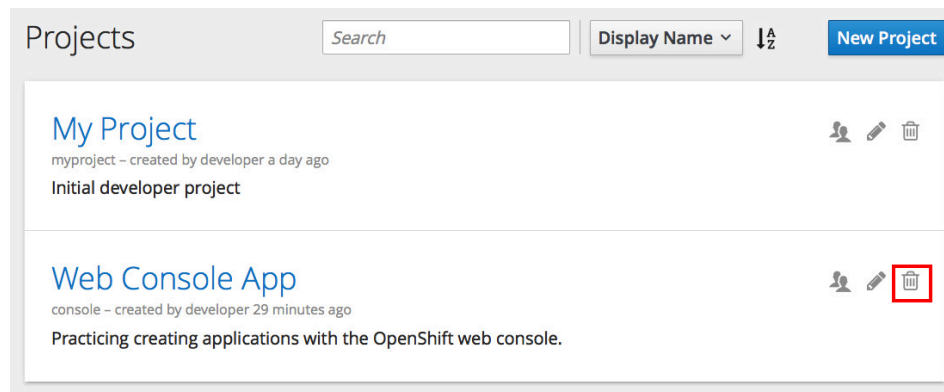 Projects
Search
Display Name
New Project
My Project
myproject – created by developer a day ago
Initial developer project
Web Console App
console – created by developer 29 minutes ago
Practicing creating applications with the OpenShift web console.